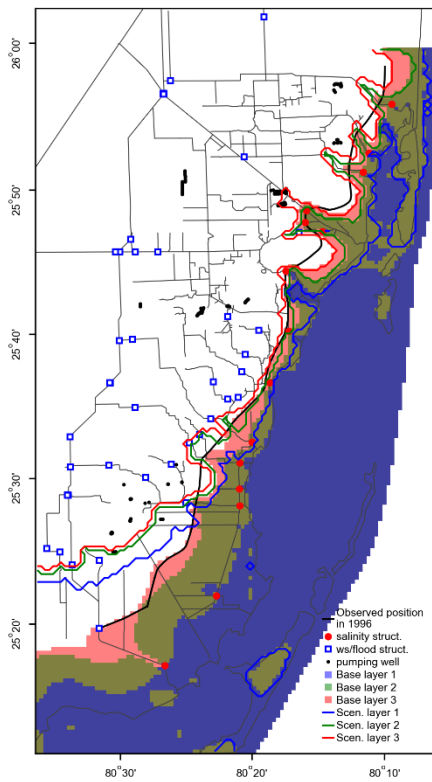 26°00'
25°50'
25°40'
25°30'
25°20'
Observed position
in 1996
salinity struct.
ws/flood struct.
pumping well
Base layer 1
Base layer 2
Base layer 3
Scen. layer 1
Scen. layer 2
Scen. layer 3
80°30' 80°20' 80°10'